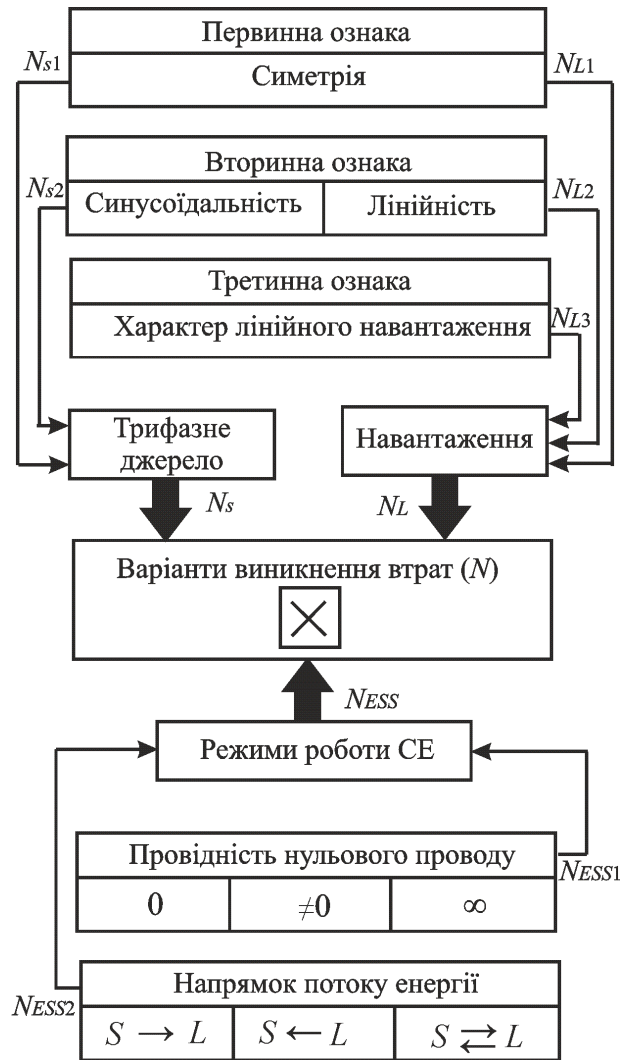 Первинна ознака
Ns1
NL1
Симетрія
Вторинна ознака
Ns2
NL2
Синусоїдальність Лінійність
Третинна ознака
Характер лінійного навантаження
NL3
Трифазне
джерело
Навантаження
Ns
NL
Варіанти виникнення втрат (N)
NESS
Режими роботи СЕ
Провідність нульового проводу
NESS1
0 ≠0 ∞
Напрямок потоку енергії
NESS2
S → L S ← L S ⇄ L